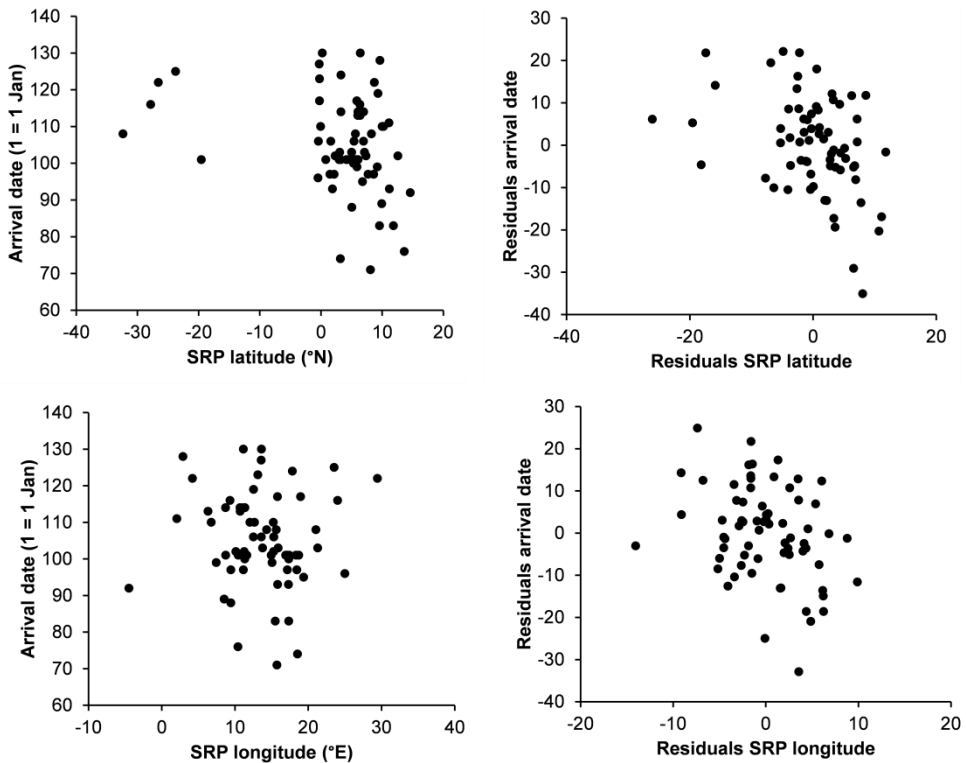 Arrival date (1 = 1 Jan)
140
130
120
110
100
90
80
70
60
-40 -20 0 10 20
SRP latitude (°N)
Residuals arrival date
30
20
10
0
-10
-20
-30
-40
-40 -20 0 20
Residuals SRP latitude
Arrival date (1 = 1 Jan)
140
130
120
110
100
90
80
70
60
-10 0 10 20 30 40
SRP longitude (°E)
Residuals arrival date
30
20
10
0
-10
-20
-30
-40
-20 -10 0 10 20
Residuals SRP longitude